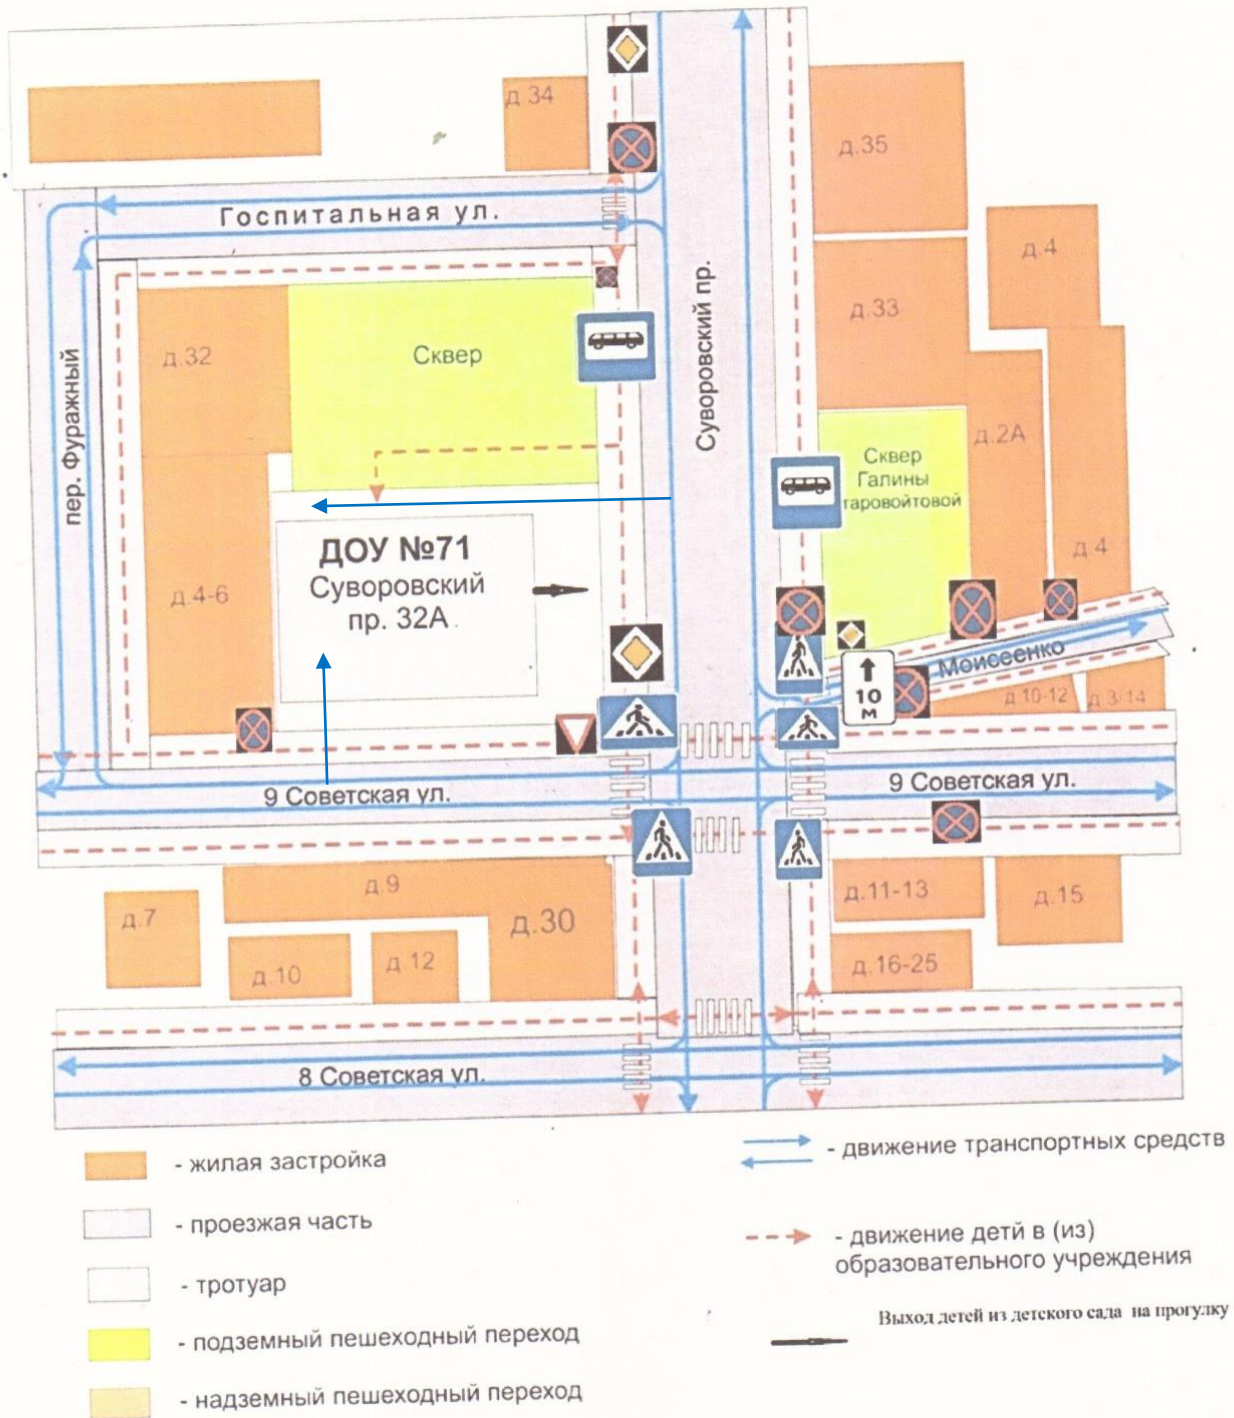 д 34
д.35
Госпитальная ул.
д.4
д.33
Суворовский пр.
пер. Фуражный
д.32
Сквер
д.2А
Сквер
Галины
таровойтовой
ДОУ №71
Суворовский
пр. 32А
д.4-6
д 4
Моисеенко
10
м
д 10-12
д 3/14
9 Советская ул.
9 Советская ул.
д.9
д.7
д.30
д.10
д 12
д.11-13
д.15
д.16-25
8 Советская ул.
- жилая застройка
- проезжая часть
- тротуар
- подземный пешеходный переход
- надземный пешеходный переход
- движение транспортных средств
- движение детй в (из)
образовательного учреждения
Выход детей из детского сада на прогулку